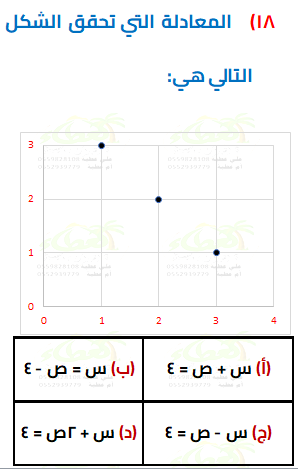 ١٨) المعادلة التي تحقق الشكل
التالي هي:
3
2
1
0
0 1 2 3 4
(أ) س + ص = ٤ (ب) س = ص - ٤
(ج) س - ص = ٤ (د) س + ٢ص = ٤